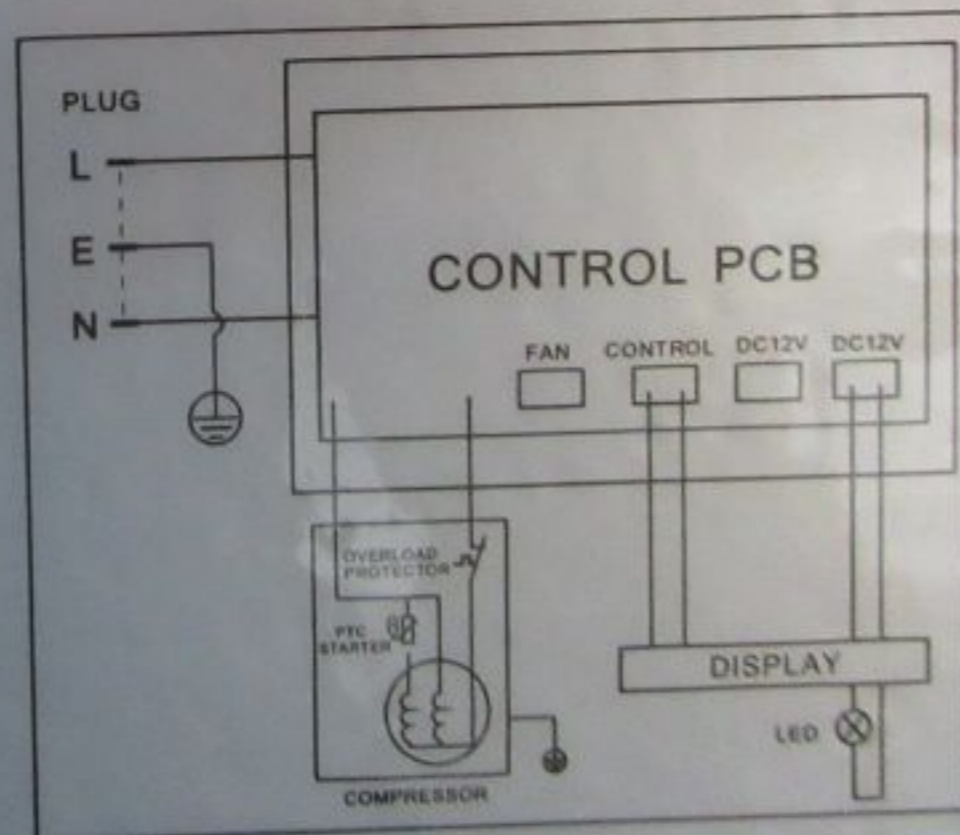 PLUG
L
E
N
CONTROL PCB
FAN
CONTROL
DC12V
DC12V
OVERLOAD
PROTECTOR
PTC
STARTER
DISPLAY
LED
COMPRESSOR